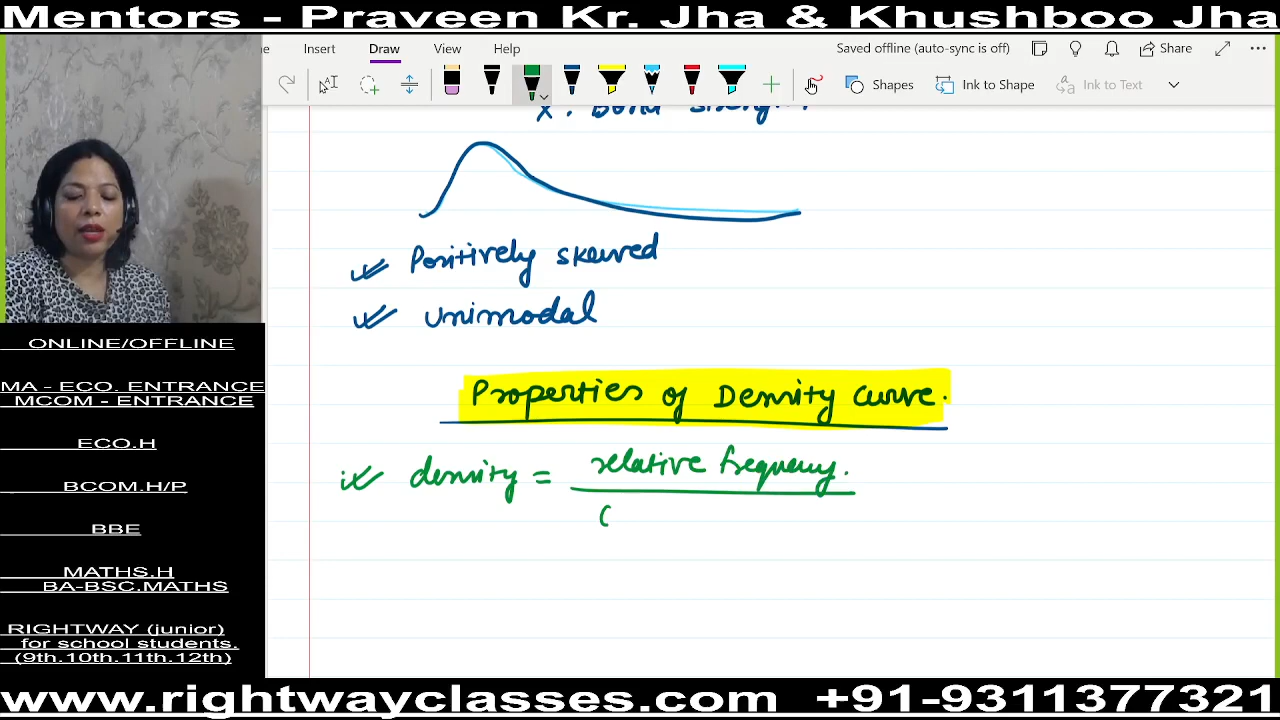 Mentors - Praveen Kr. Jha & Khushboo Jha
Insert Draw View Help Saved offline (auto-sync is off) Share
Shapes Ink to Shape Ink to Text
X : Bond strength
Positively skewed
unimodal
Properties of Density curve.
i density = relative frequency.
C
ONLINE/OFFLINE
MA - ECO. ENTRANCE
MCOM - ENTRANCE
ECO.H
BCOM.H/P
BBE
MATHS.H
BA-BSC.MATHS
RIGHTWAY (junior)
for school students.
(9th.10th.11th.12th)
www.rightwayclasses.com +91-9311377321